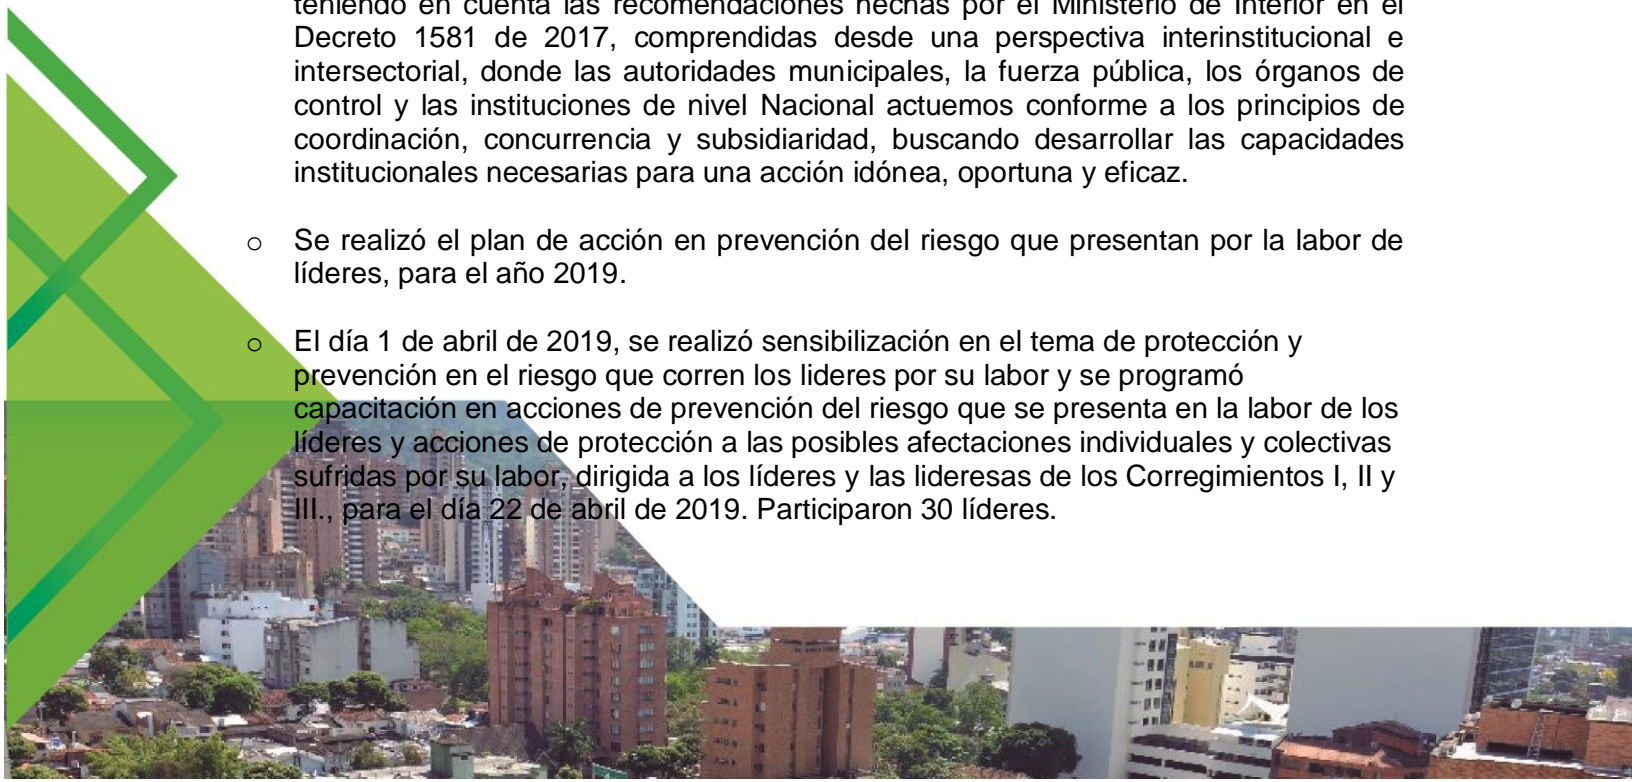 teniendo en cuenta las recomendaciones hechas por el Ministerio de Interior en el
Decreto 1581 de 2017, comprendidas desde una perspectiva interinstitucional e
intersectorial, donde las autoridades municipales, la fuerza pública, los órganos de
control y las instituciones de nivel Nacional actuemos conforme a los principios de
coordinación, concurrencia y subsidiaridad, buscando desarrollar las capacidades
institucionales necesarias para una acción idónea, oportuna y eficaz.
o Se realizó el plan de acción en prevención del riesgo que presentan por la labor de
líderes, para el año 2019.
o El día 1 de abril de 2019, se realizó sensibilización en el tema de protección y
prevención en el riesgo que corren los lideres por su labor y se programó
capacitación en acciones de prevención del riesgo que se presenta en la labor de los
líderes y acciones de protección a las posibles afectaciones individuales y colectivas
sufridas por su labor, dirigida a los líderes y las lideresas de los Corregimientos I, II y
III., para el día 22 de abril de 2019. Participaron 30 líderes.